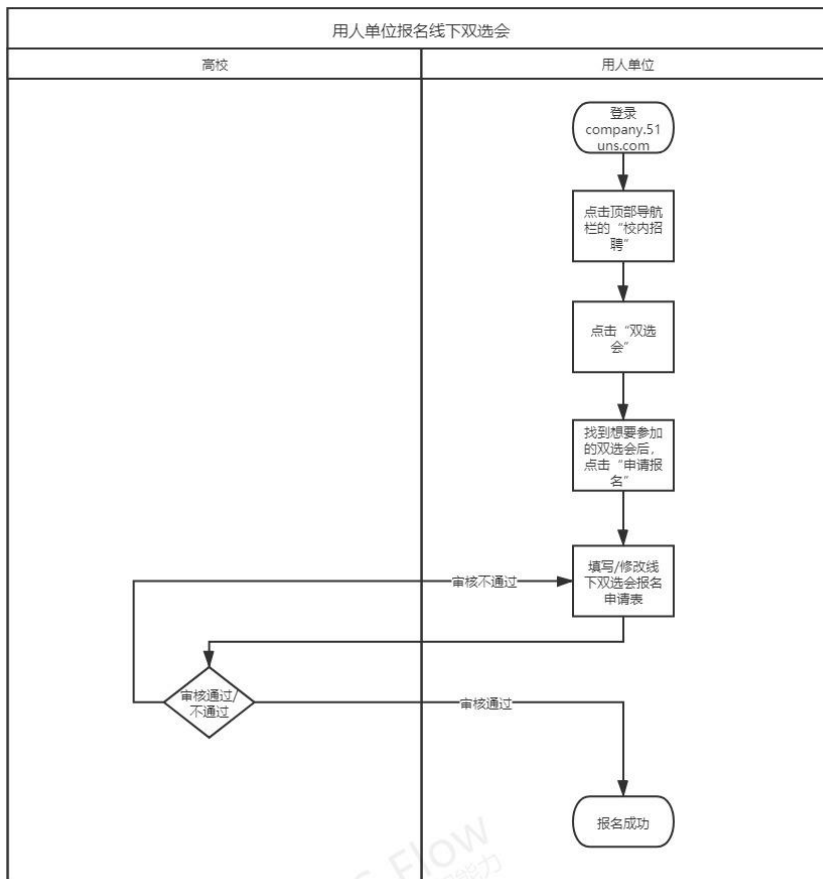 用人单位报名线下双选会
高校
用人单位
登录
company.51
uns.com
点击顶部导航
栏的“校内招
聘”
点击“双选
会”
找到想要参加
的双选会后，
点击“申请报
名”
审核不通过
填写/修改线
下双选会报名
申请表
审核通过/
不通过
审核通过
报名成功
Flow